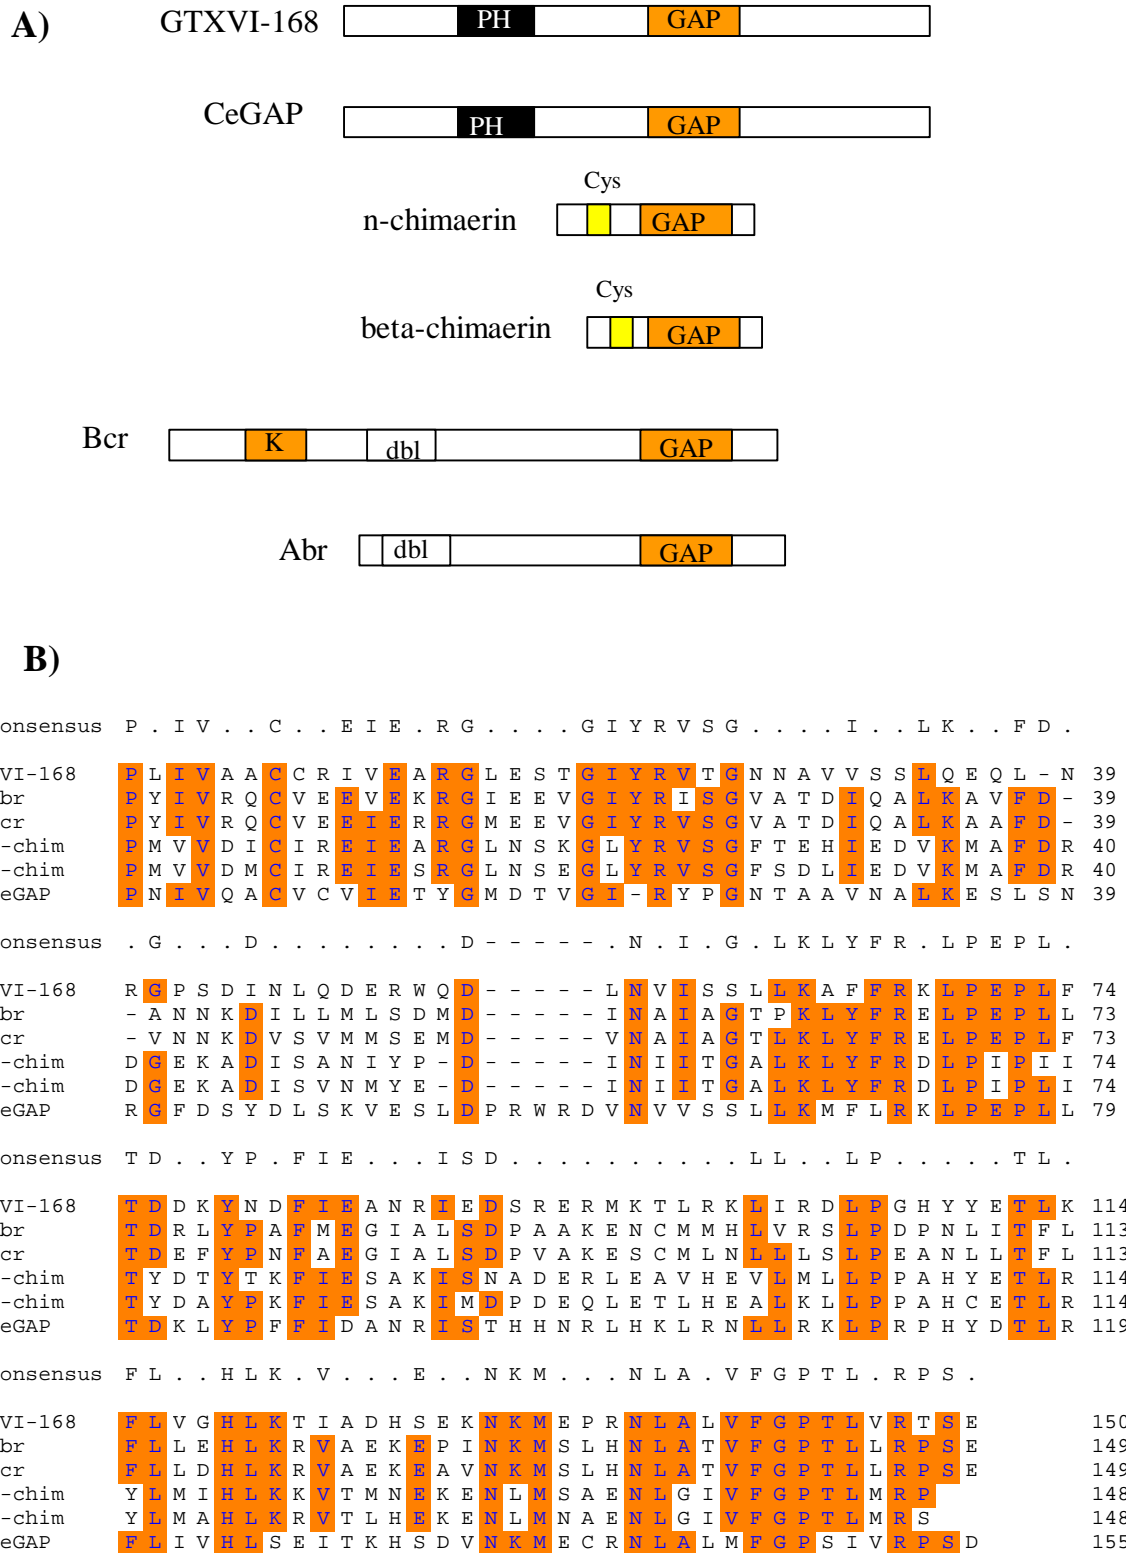 A)
GTXVI-168 PH GAP
CeGAP PH GAP
Cys
n-chimaerin GAP
Cys
beta-chimaerin GAP
Bcr K dbl GAP
Abr dbl GAP
B)
onsensus P . I V . . C . . E I E . R G . . . . G I Y R V S G . . . . I . . L K . . F D .
VI-168 P L I V A A C C R I V E A R G L E S T G I Y R V T G N N A V V S S L Q E Q L - N 39
br P Y I V R Q C V E E V E K R G I E E V G I Y R I S G V A T D I Q A L K A V F D - 39
cr P Y I V R Q C V E E I E R R G M E E V G I Y R V S G V A T D I Q A L K A A F D - 39
-chim P M V V D I C I R E I E A R G L N S K G L Y R V S G F T E H I E D V K M A F D R 40
-chim P M V V D M C I R E I E S R G L N S E G L Y R V S G F S D L I E D V K M A F D R 40
eGAP P N I V Q A C V C V I E T Y G M D T V G I - R Y P G N T A A V N A L K E S L S N 39
onsensus . G . . . D . . . . . . . . D - - - - - . N . I . G . L K L Y F R . L P E P L .
VI-168 R G P S D I N L Q D E R W Q D - - - - - L N V I S S L L K A F F R K L P E P L F 74
br - A N N K D I L L M L S D M D - - - - - I N A I A G T P K L Y F R E L P E P L L 73
cr - V N N K D V S V M M S E M D - - - - - V N A I A G T L K L Y F R E L P E P L F 73
-chim D G E K A D I S A N I Y P - D - - - - - I N I I T G A L K L Y F R D L P I P I I 74
-chim D G E K A D I S V N M Y E - D - - - - - I N I I T G A L K L Y F R D L P I P L I 74
eGAP R G F D S Y D L S K V E S L D P R W R D V N V V S S L L K M F L R K L P E P L L 79
onsensus T D . . Y P . F I E . . . I S D . . . . . . . . . . L L . . L P . . . . . T L .
VI-168 T D D K Y N D F I E A N R I E D S R E R M K T L R K L I R D L P G H Y Y E T L K 114
br T D R L Y P A F M E G I A L S D P A A K E N C M M H L V R S L P D P N L I T F L 113
cr T D E F Y P N F A E G I A L S D P V A K E S C M L N L L L S L P E A N L L T F L 113
-chim T Y D T Y T K F I E S A K I S N A D E R L E A V H E V L M L L P P A H Y E T L R 114
-chim T Y D A Y P K F I E S A K I M D P D E Q L E T L H E A L K L L P P A H C E T L R 114
eGAP T D K L Y P F F I D A N R I S T H H N R L H K L R N L L R K L P R P H Y D T L R 119
onsensus F L . . H L K . V . . . E . . N K M . . . N L A . V F G P T L . R P S .
VI-168 F L V G H L K T I A D H S E K N K M E P R N L A L V F G P T L V R T S E 150
br F L L E H L K R V A E K E P I N K M S L H N L A T V F G P T L L R P S E 149
cr F L L D H L K R V A E K E A V N K M S L H N L A T V F G P T L L R P S E 149
-chim Y L M I H L K K V T M N E K E N L M S A E N L G I V F G P T L M R P 148
-chim Y L M A H L K R V T L H E K E N L M N A E N L G I V F G P T L M R S 148
eGAP F L I V H L S E I T K H S D V N K M E C R N L A L M F G P S I V R P S D 155